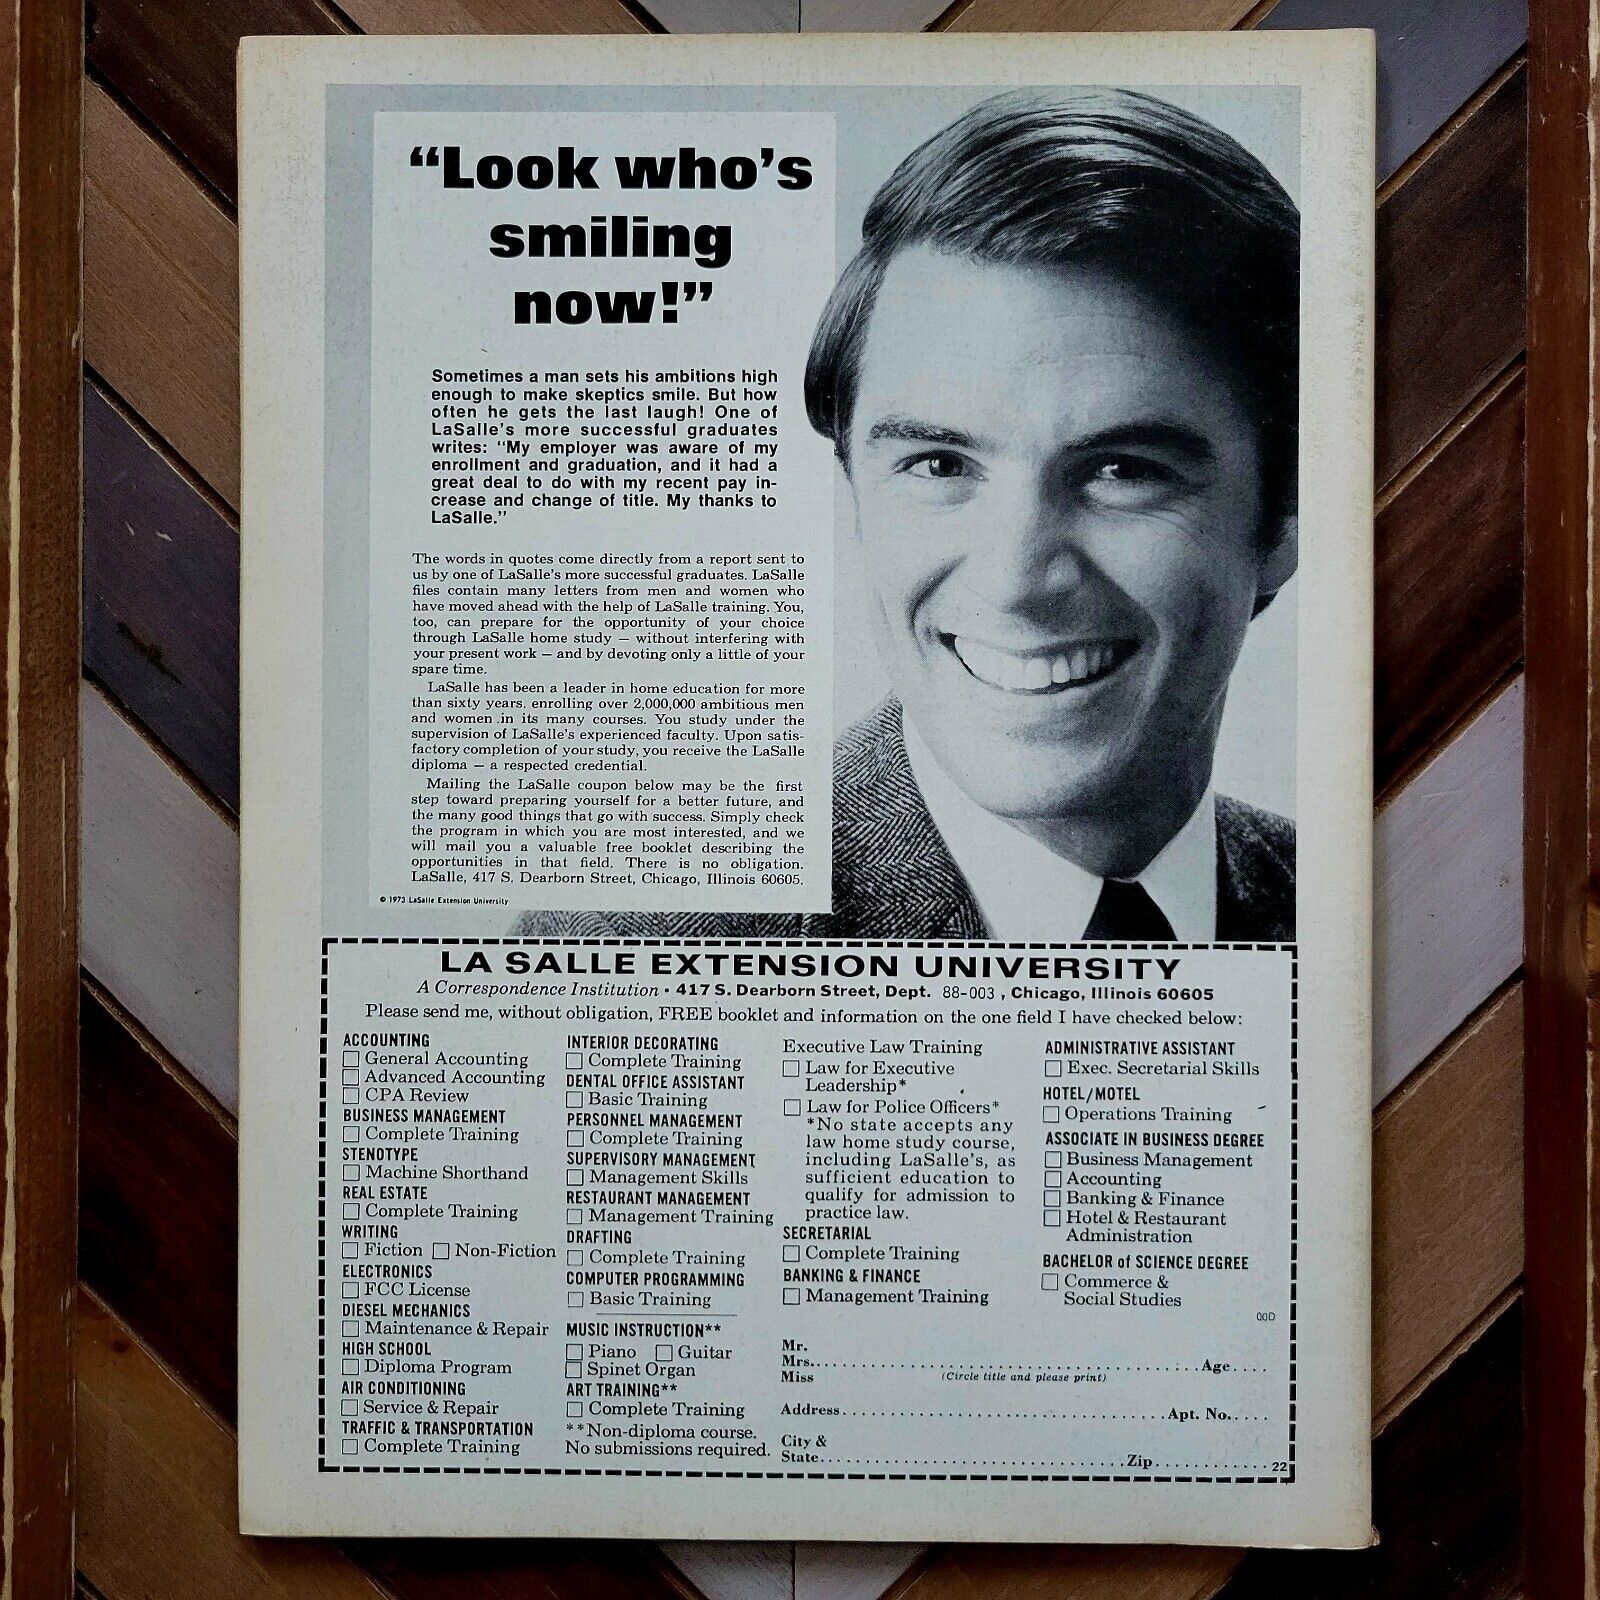 “Look who’s
smiling
now!”
Sometimes a man sets his ambitions high
enough to make skeptics smile. But how
often he gets the last laugh! One of
LaSalle's more successful graduates
writes: "My employer was aware of my
enrollment and graduation, and it had a
great deal to do with my recent pay in-
crease and change of title. My thanks to
LaSalle."
The words in quotes come directly from a report sent to
us by one of LaSalle's more successful graduates. LaSalle
files contain many letters from men and women who
have moved ahead with the help of LaSalle training. You,
too, can prepare for the opportunity of your choice
through LaSalle home study — without interfering with
your present work — and by devoting only a little of your
spare time.
LaSalle has been a leader in home education for more
than sixty years, enrolling over 2,000,000 ambitious men
and women in its many courses. You study under the
supervision of LaSalle's experienced faculty. Upon satis-
factory completion of your study, you receive the LaSalle
diploma — a respected credential.
Mailing the LaSalle coupon below may be the first
step toward preparing yourself for a better future, and
the many good things that go with success. Simply check
the program in which you are most interested, and we
will mail you a valuable free booklet describing the
opportunities in that field. There is no obligation.
LaSalle, 417 S. Dearborn Street, Chicago, Illinois 60605.
© 1973 LaSalle Extension University
LA SALLE EXTENSION UNIVERSITY
A Correspondence Institution • 417 S. Dearborn Street, Dept. 88-003 , Chicago, Illinois 60605
Please send me, without obligation, FREE booklet and information on the one field I have checked below:
ACCOUNTING
General Accounting
Advanced Accounting
CPA Review
BUSINESS MANAGEMENT
Complete Training
STENOTYPE
Machine Shorthand
REAL ESTATE
Complete Training
WRITING
Fiction Non-Fiction
ELECTRONICS
FCC License
DIESEL MECHANICS
Maintenance & Repair
HIGH SCHOOL
Diploma Program
AIR CONDITIONING
Service & Repair
TRAFFIC & TRANSPORTATION
Complete Training
INTERIOR DECORATING
Complete Training
DENTAL OFFICE ASSISTANT
Basic Training
PERSONNEL MANAGEMENT
Complete Training
SUPERVISORY MANAGEMENT
Management Skills
RESTAURANT MANAGEMENT
Management Training
DRAFTING
Complete Training
COMPUTER PROGRAMMING
Basic Training
MUSIC INSTRUCTION**
Piano Guitar
Spinet Organ
ART TRAINING**
Complete Training
**Non-diploma course.
No submissions required.
Executive Law Training
Law for Executive
Leadership*
Law for Police Officers*
*No state accepts any
law home study course,
including LaSalle's, as
sufficient education to
qualify for admission to
practice law.
SECRETARIAL
Complete Training
BANKING & FINANCE
Management Training
ADMINISTRATIVE ASSISTANT
Exec. Secretarial Skills
HOTEL/MOTEL
Operations Training
ASSOCIATE IN BUSINESS DEGREE
Business Management
Accounting
Banking & Finance
Hotel & Restaurant
Administration
BACHELOR of SCIENCE DEGREE
Commerce &
Social Studies
00D
Mr.
Mrs. Age
Miss (Circle title and please print)
Address Apt. No.
City &
State Zip 22